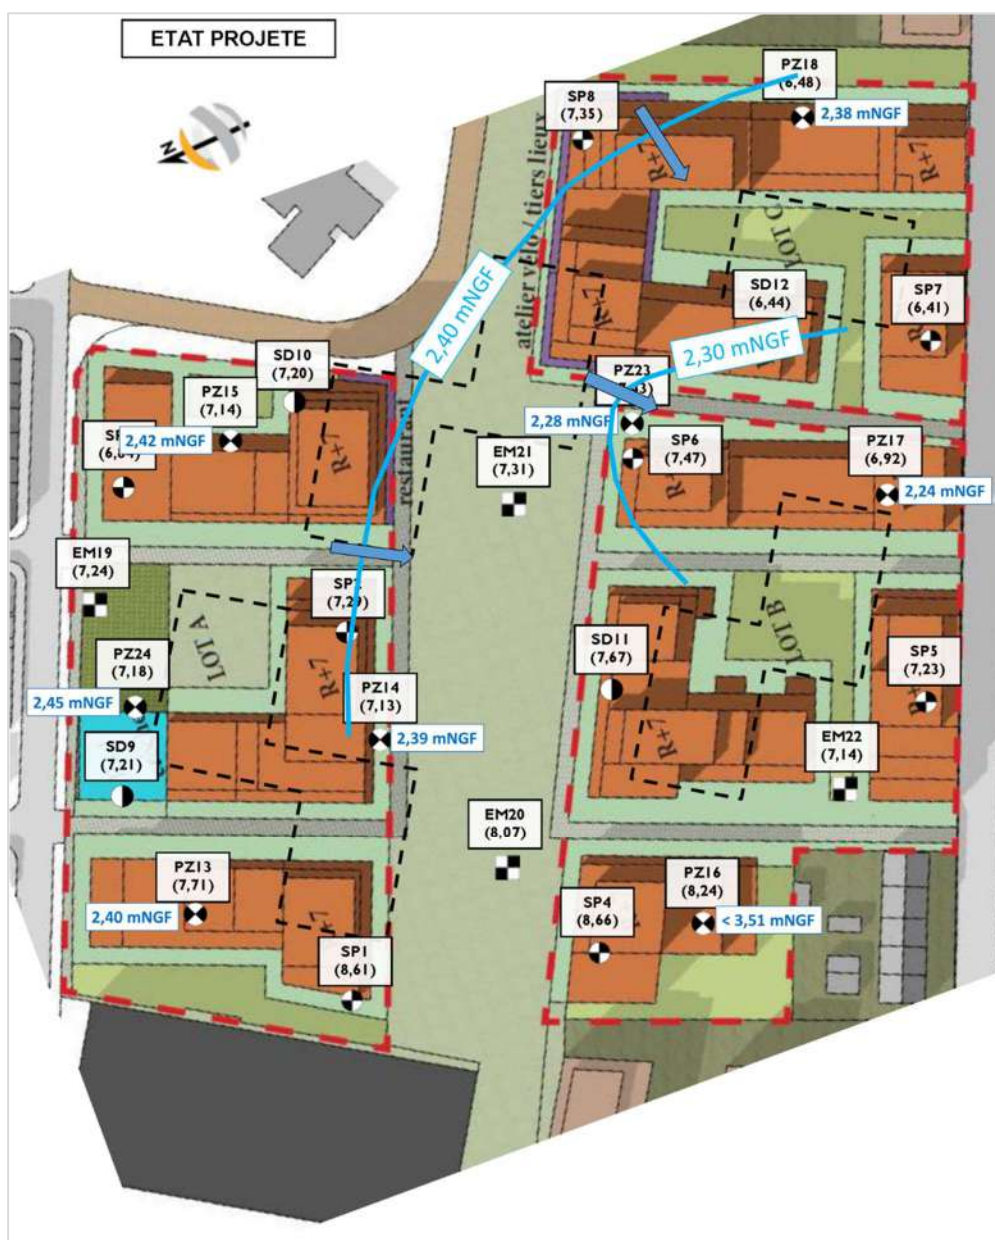 ETAT PROJETE
N
PZ18
(6,48)
2,38 mNGF
SP8
(7,35)
R+7
R+7
atelier vélo / tiers lieux
LOT C
SD12
(6,44)
SP7
(6,41)
2,40 mNGF
2,30 mNGF
PZ23
2,28 mNGF
SD10
(7,20)
PZ15
(7,14)
2,42 mNGF
R+7
restaurant
EM21
(7,31)
SP6
(7,47)
PZ17
(6,92)
2,24 mNGF
EM19
(7,24)
SP2
(7,29)
LOT A
R+7
PZ24
(7,18)
2,45 mNGF
SD9
(7,21)
PZ14
(7,13)
2,39 mNGF
SD11
(7,67)
LOT B
R+7
SP5
(7,23)
EM22
(7,14)
EM20
(8,07)
PZ13
(7,71)
2,40 mNGF
SP1
(8,61)
SP4
(8,66)
PZ16
(8,24)
< 3,51 mNGF